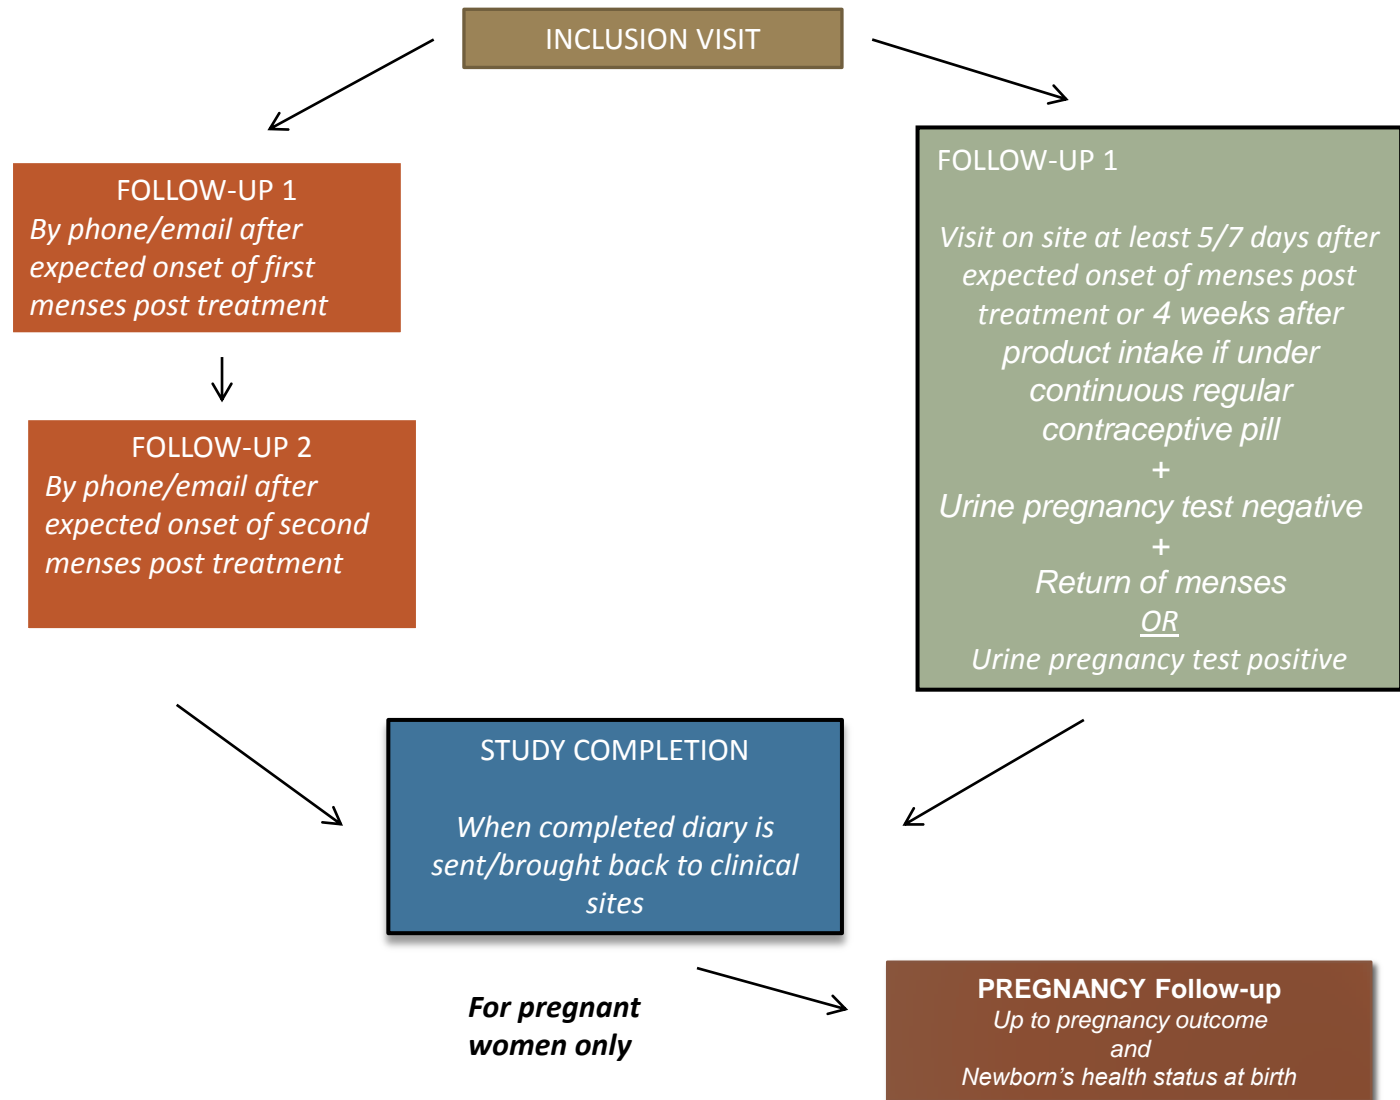 INCLUSION VISIT
FOLLOW-UP 1
By phone/email after
expected onset of first
menses post treatment
FOLLOW-UP 2
By phone/email after
expected onset of second
menses post treatment
FOLLOW-UP 1
Visit on site at least 5/7 days after
expected onset of menses post
treatment or 4 weeks after
product intake if under
continuous regular
contraceptive pill
+
Urine pregnancy test negative
+
Return of menses
OR
Urine pregnancy test positive
STUDY COMPLETION
When completed diary is
sent/brought back to clinical
sites
For pregnant
women only
PREGNANCY Follow-up
Up to pregnancy outcome
and
Newborn's health status at birth